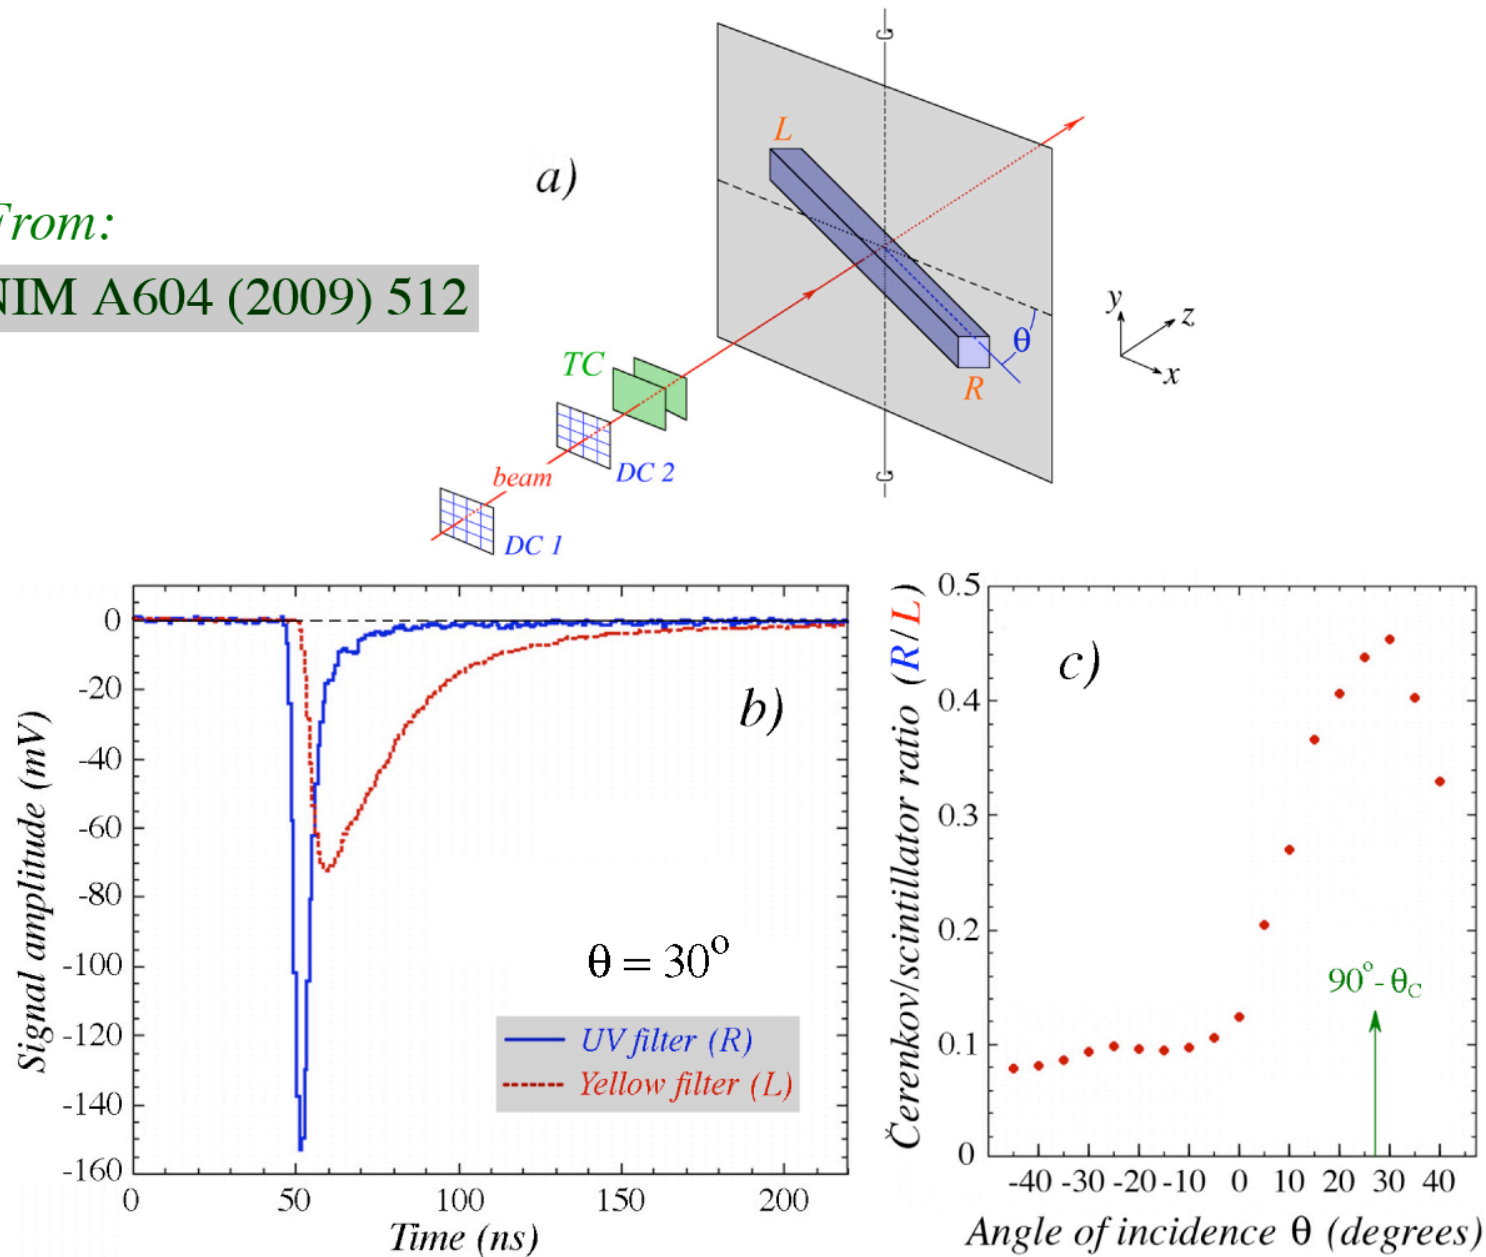 a)
L
From:
NIM A604 (2009) 512
y
z
θ
TC
x
R
DC 2
beam
DC 1
Signal amplitude (mV)
0
-20
-40
-60
-80
-100
-120
-140
-160
b)
θ = 30°
UV filter (R)
Yellow filter (L)
0 50 100 150 200
Time (ns)
Čerenkov/scintillator ratio (R/L)
0.5
0.4
0.3
0.2
0.1
0
c)
90°-θC
-40 -30 -20 -10 0 10 20 30 40
Angle of incidence θ (degrees)